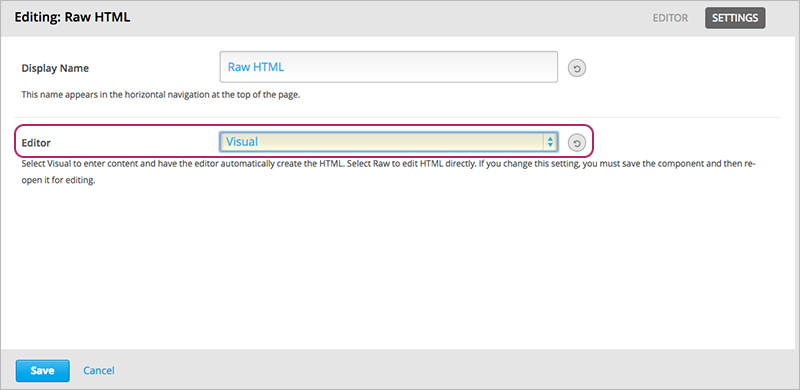 Editing: Raw HTML
EDITOR
SETTINGS
Display Name
Raw HTML
This name appears in the horizontal navigation at the top of the page.
Editor
Visual
Select Visual to enter content and have the editor automatically create the HTML. Select Raw to edit HTML directly. If you change this setting, you must save the component and then re-
open it for editing.
Save
Cancel